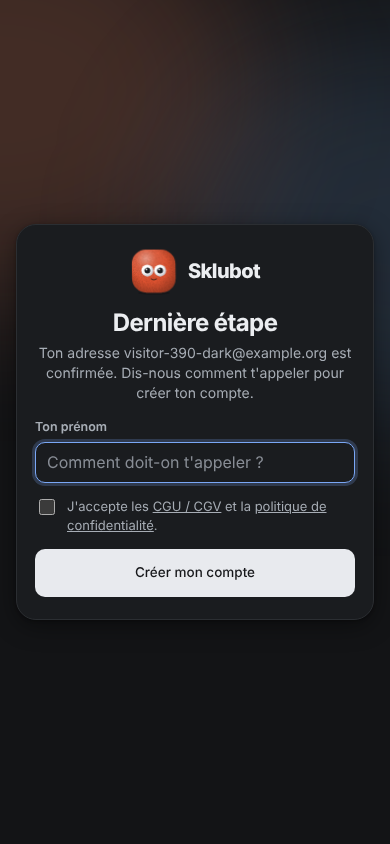 Sklubot
Dernière étape
Ton adresse visitor-390-dark@example.org est
confirmée. Dis-nous comment t'appeler pour
créer ton compte.
Ton prénom
Comment doit-on t'appeler ?
J'accepte les CGU / CGV et la politique de
confidentialité.
Créer mon compte